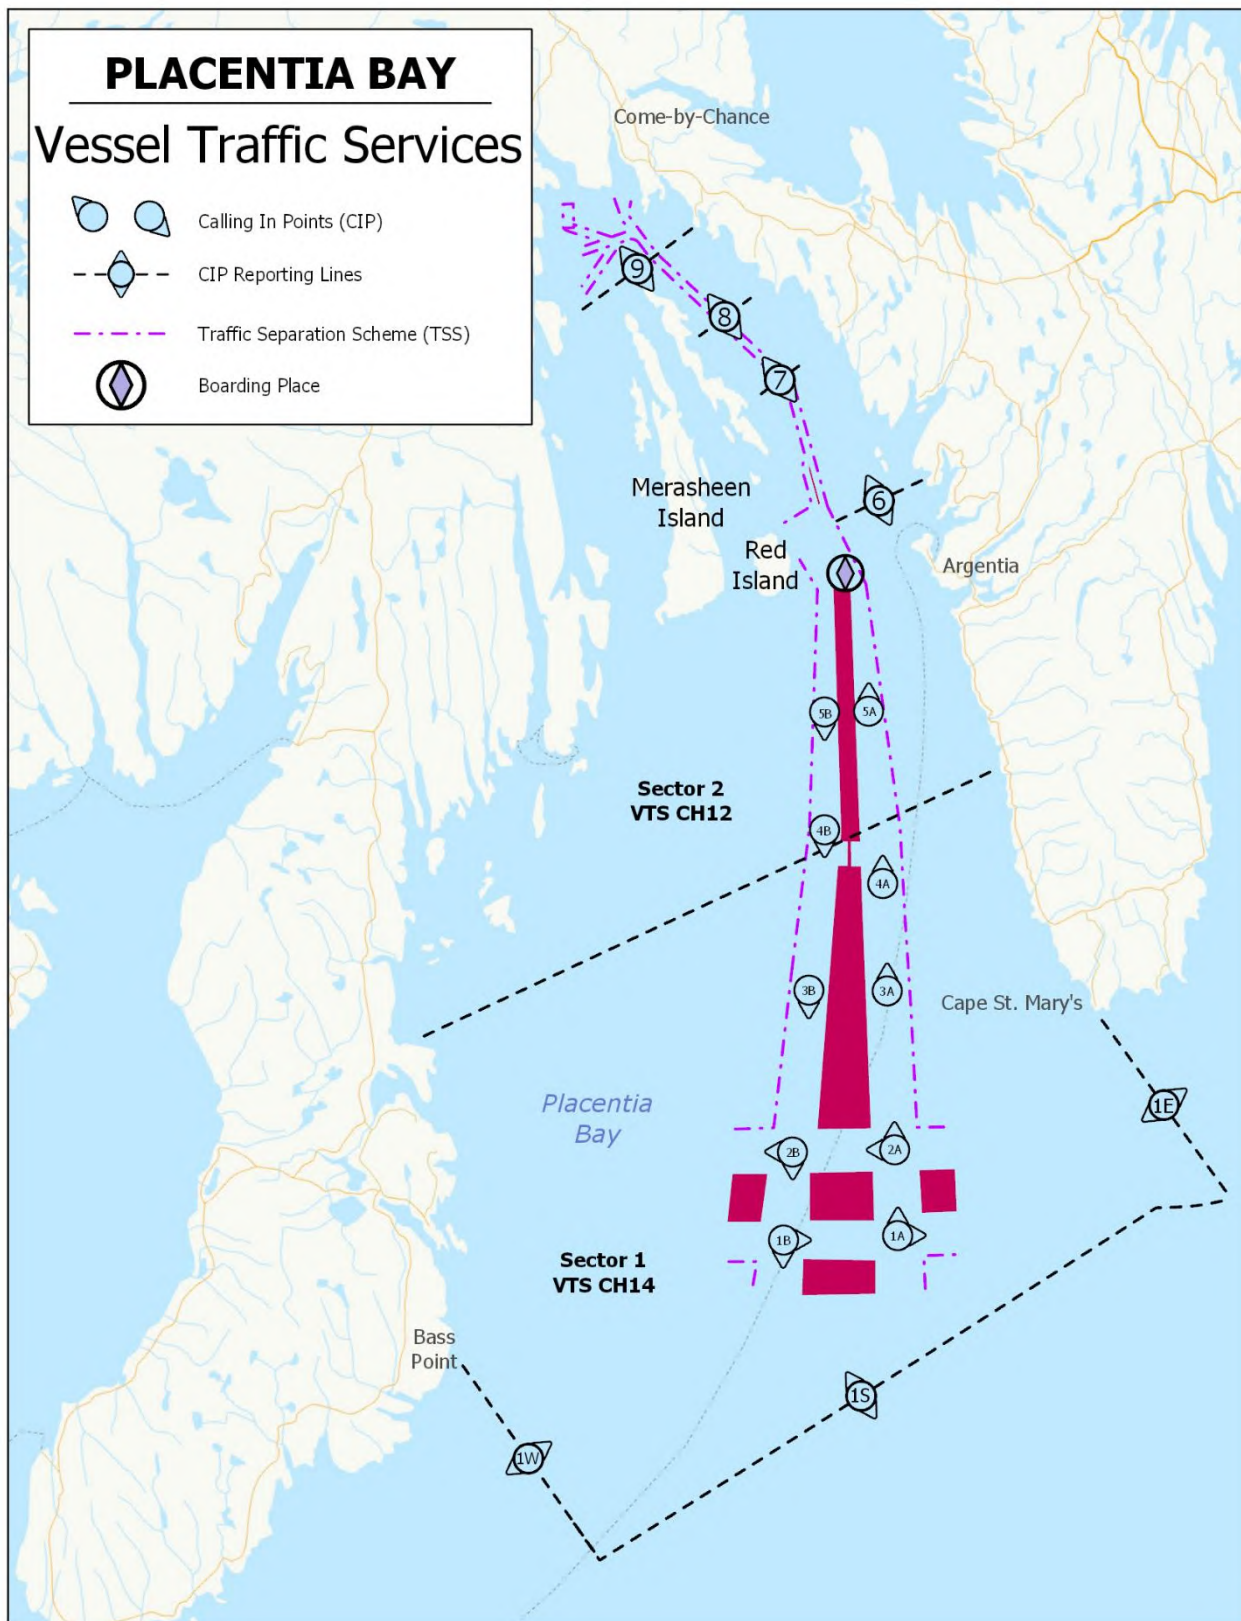 PLACENTIA BAY
Vessel Traffic Services
Calling In Points (CIP)
CIP Reporting Lines
Traffic Separation Scheme (TSS)
Boarding Place
Come-by-Chance
9
8
7
6
Merasheen
Island
Red
Island
Argentia
5B
5A
Sector 2
VTS CH12
4B
4A
3B
3A
Cape St. Mary's
Placentia
Bay
1E
2B
2A
1B
1A
Sector 1
VTS CH14
Bass
Point
1S
1W